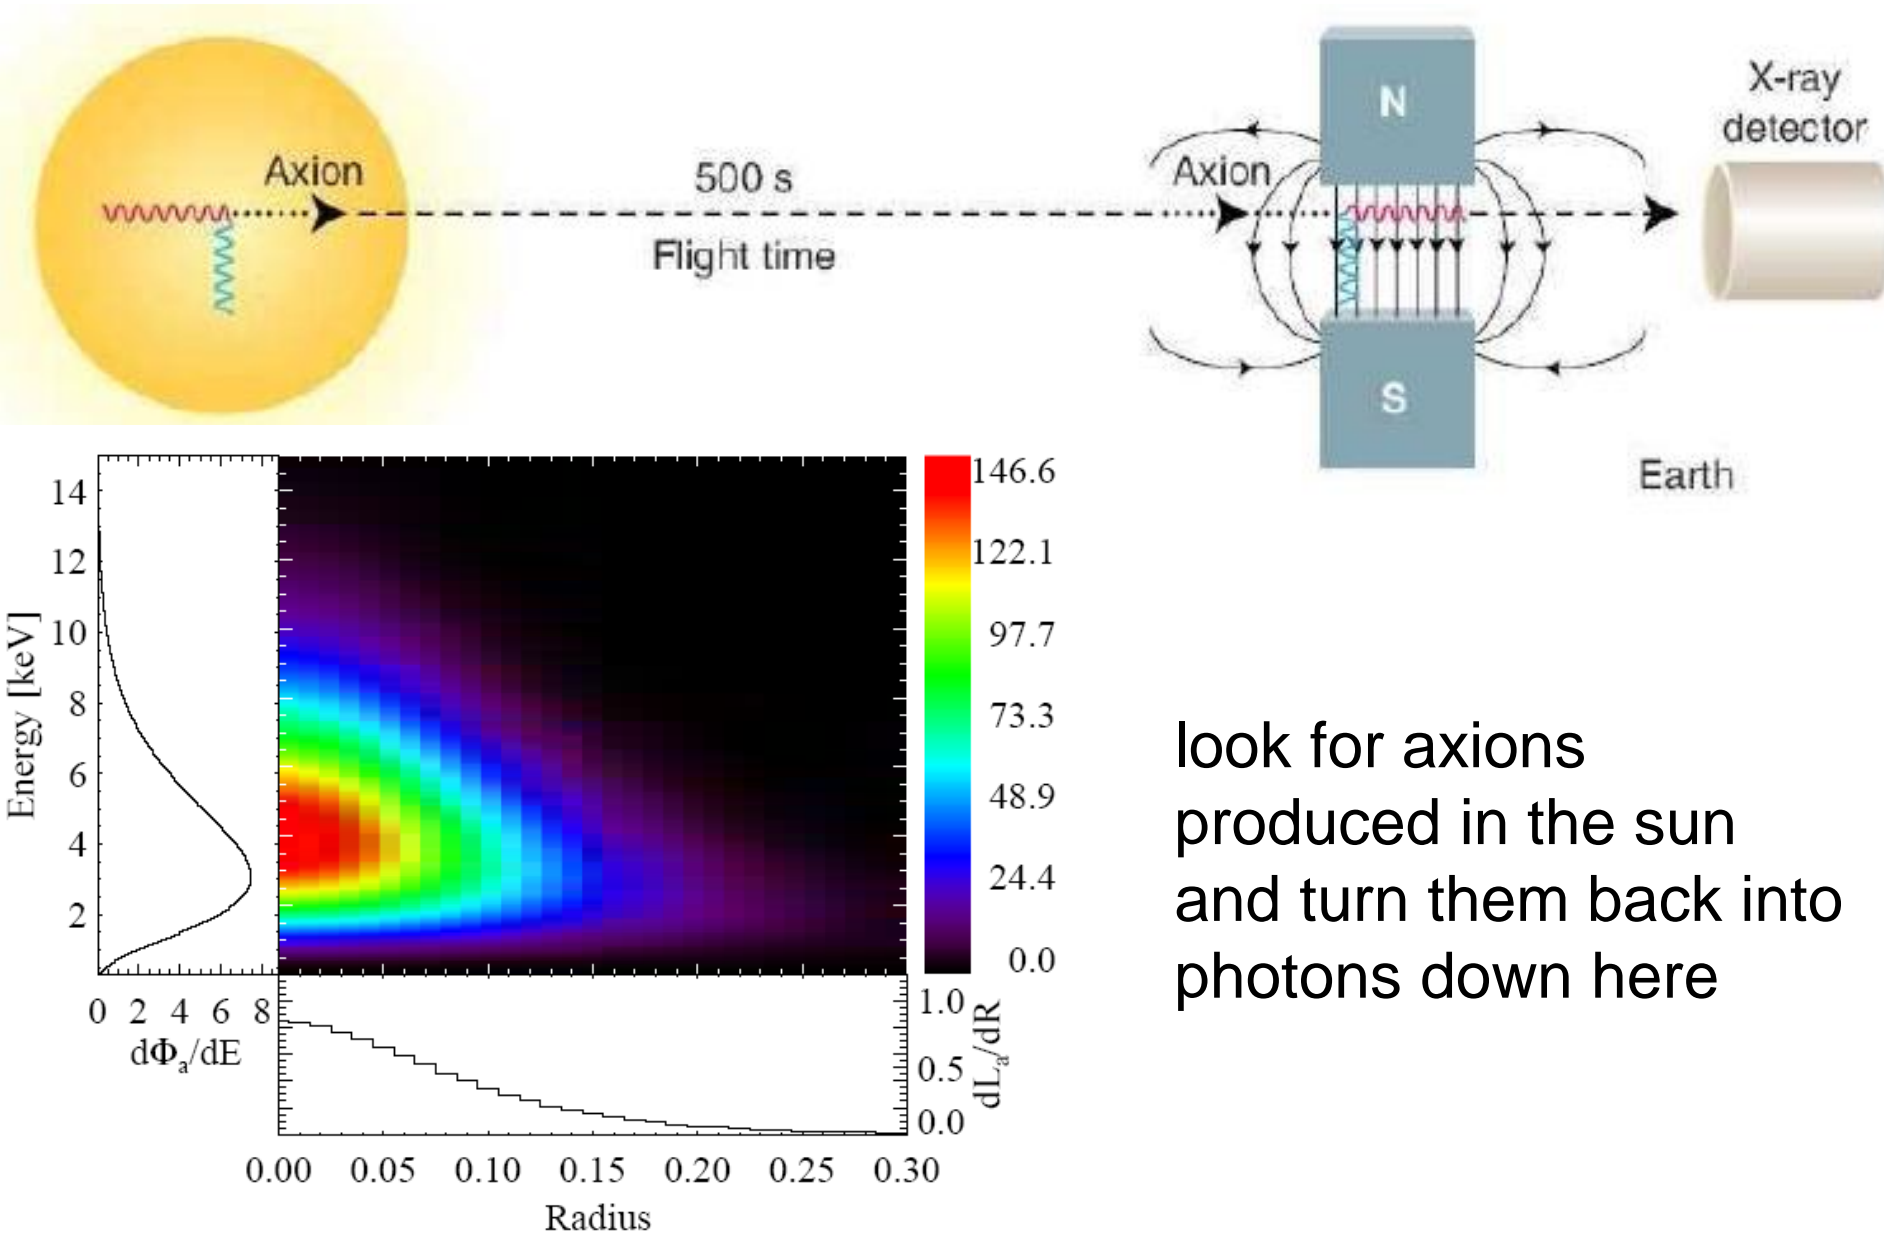 Axion
500 s
Flight time
Axion
N
S
X-ray
detector
Earth
14
12
10
8
6
4
2
Energy [keV]
0 2 4 6 8
dΦa/dE
146.6
122.1
97.7
73.3
48.9
24.4
0.0
1.0
0.5
0.0
dLa/dR
0.00 0.05 0.10 0.15 0.20 0.25 0.30
Radius
look for axions
produced in the sun
and turn them back into
photons down here